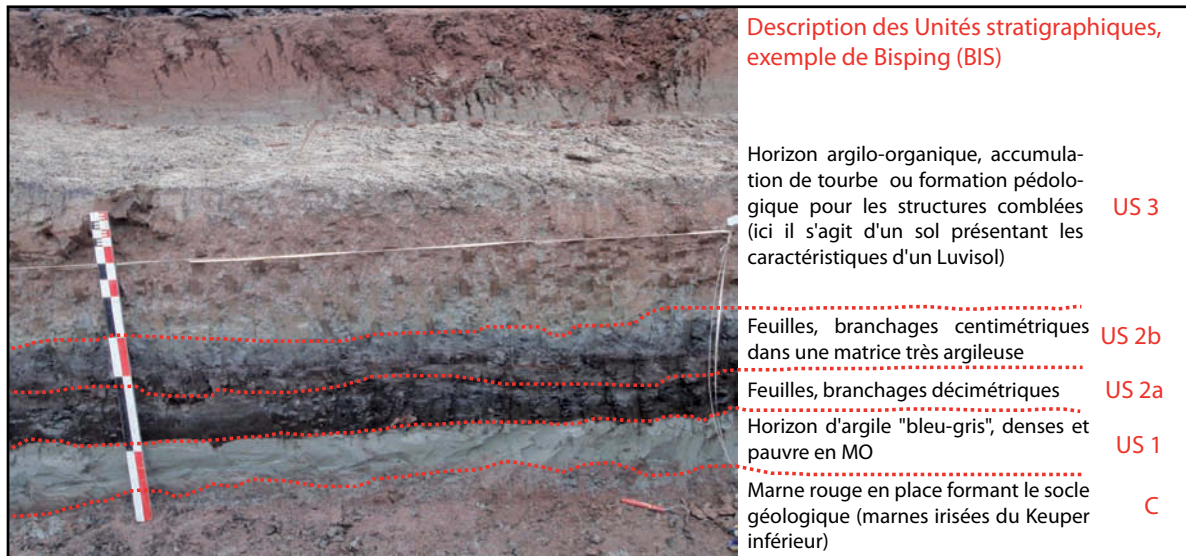 Description des Unités stratigraphiques,
exemple de Bisping (BIS)
Horizon argilo-organique, accumula-
tion de tourbe ou formation pédolo-
gique pour les structures comblées
(ici il s'agit d'un sol présentant les
caractéristiques d'un Luvisol)
US 3
Feuilles, branchages centimétriques
dans une matrice très argileuse
US 2b
Feuilles, branchages décimétriques
US 2a
Horizon d'argile "bleu-gris", denses et
pauvre en MO
US 1
Marne rouge en place formant le socle
géologique (marnes irisées du Keuper
inférieur)
C